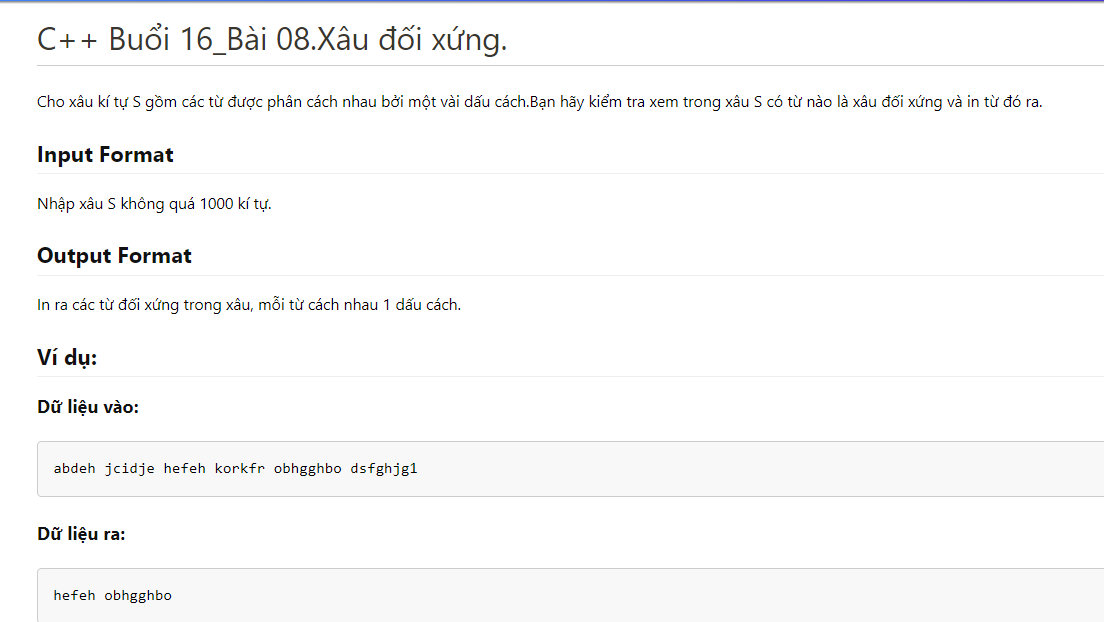 C++ Buổi 16_Bài 08.Xâu đối xứng.
Cho xâu kí tự S gồm các từ được phân cách nhau bởi một vài dấu cách.Bạn hãy kiểm tra xem trong xâu S có từ nào là xâu đối xứng và in từ đó ra.
Input Format
Nhập xâu S không quá 1000 kí tự.
Output Format
In ra các từ đối xứng trong xâu, mỗi từ cách nhau 1 dấu cách.
Ví dụ:
Dữ liệu vào:
abdeh jcidje hefeh korkfr obhgghbo dsfghjg1
Dữ liệu ra:
hefeh obhgghbo